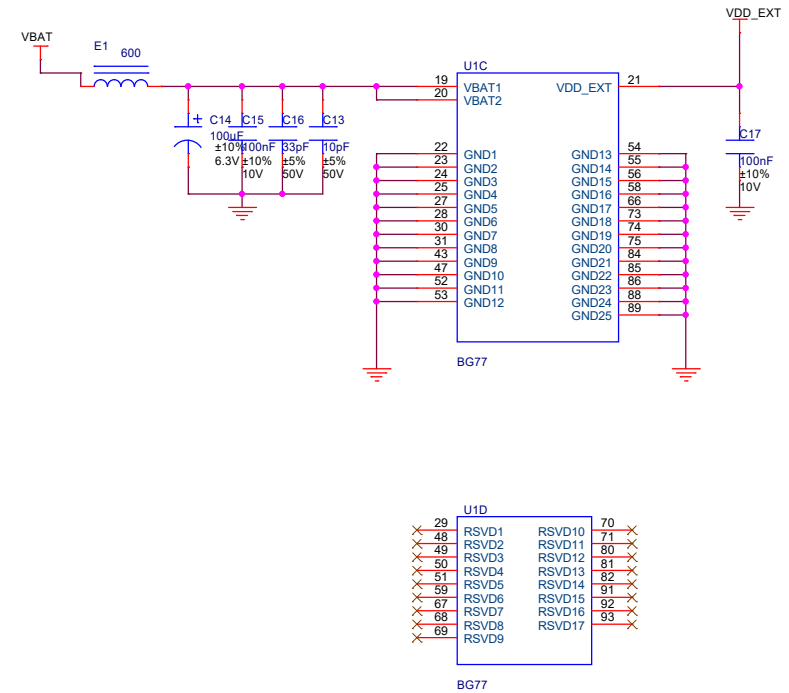 VDD_EXT
VBAT
E1
600
U1C
19 VBAT1 VDD_EXT 21
20 VBAT2
C14 C15 C16 C13
100uF 100nF 33pF 10pF
±10% ±10% ±5% ±5%
6.3V 10V 50V 50V
C17
100nF
±10%
10V
22 GND1 GND13 54
23 GND2 GND14 55
24 GND3 GND15 56
25 GND4 GND16 58
27 GND5 GND17 66
28 GND6 GND18 73
30 GND7 GND19 74
31 GND8 GND20 75
43 GND9 GND21 84
47 GND10 GND22 85
52 GND11 GND23 86
53 GND12 GND24 88
GND25 89
BG77
U1D
29 RSVD1 RSVD10 70
48 RSVD2 RSVD11 71
49 RSVD3 RSVD12 80
50 RSVD4 RSVD13 81
51 RSVD5 RSVD14 82
59 RSVD6 RSVD15 91
67 RSVD7 RSVD16 92
68 RSVD8 RSVD17 93
69 RSVD9
BG77